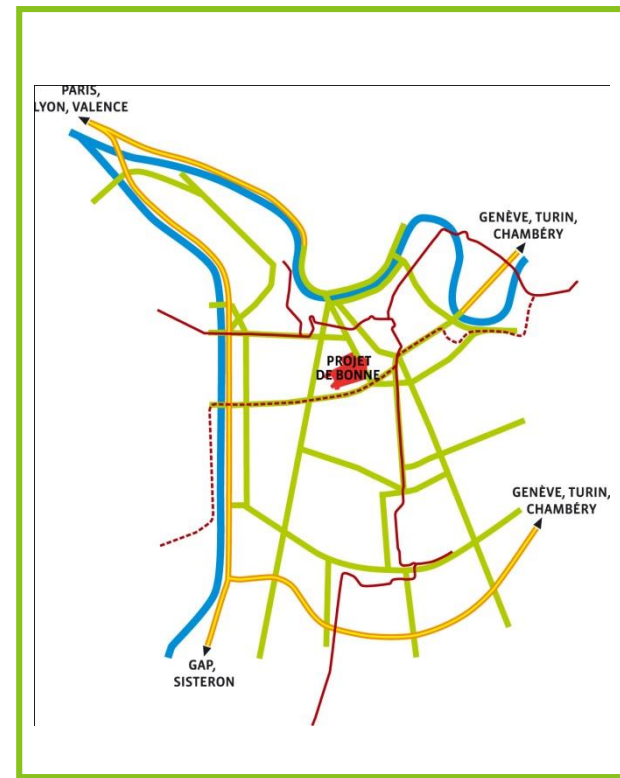 PARIS,
LYON, VALENCE
GENÈVE, TURIN,
CHAMBÉRY
PROJET
DE BONNE
GENÈVE, TURIN,
CHAMBÉRY
GAP,
SISTERON